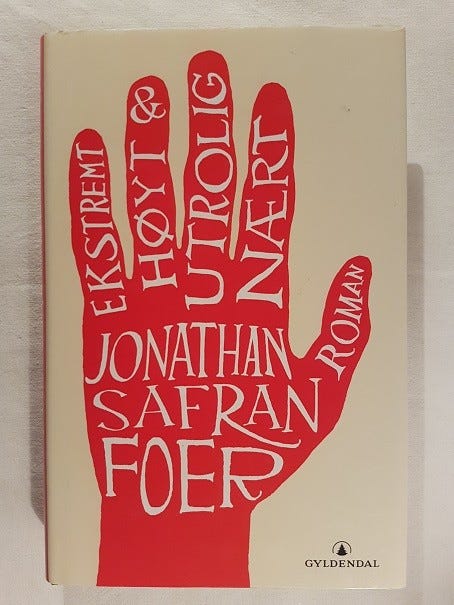 EKSTREMT
HØYT &
UTROLIG
NÆRT
ROMAN
JONATHAN
SAFRAN
FOER
GYLDENDAL